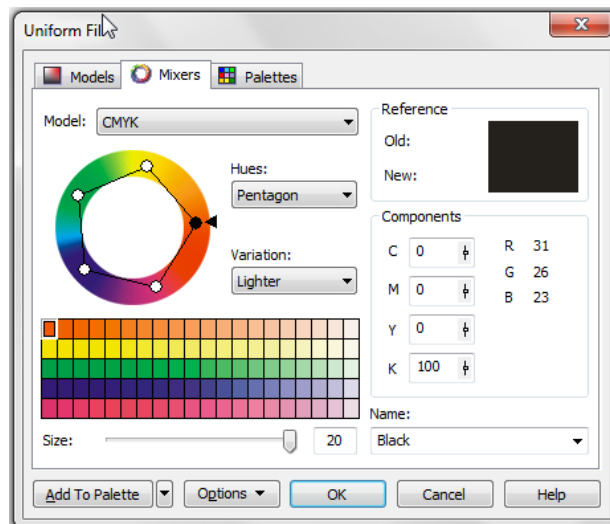 Uniform Fill
Models
Mixers
Palettes
Model:
CMYK
Hues:
Pentagon
Variation:
Lighter
Size:
20
Reference
Old:
New:
Components
C 0 R 31
M 0 G 26
Y 0 B 23
K 100
Name:
Black
Add To Palette
Options
OK
Cancel
Help